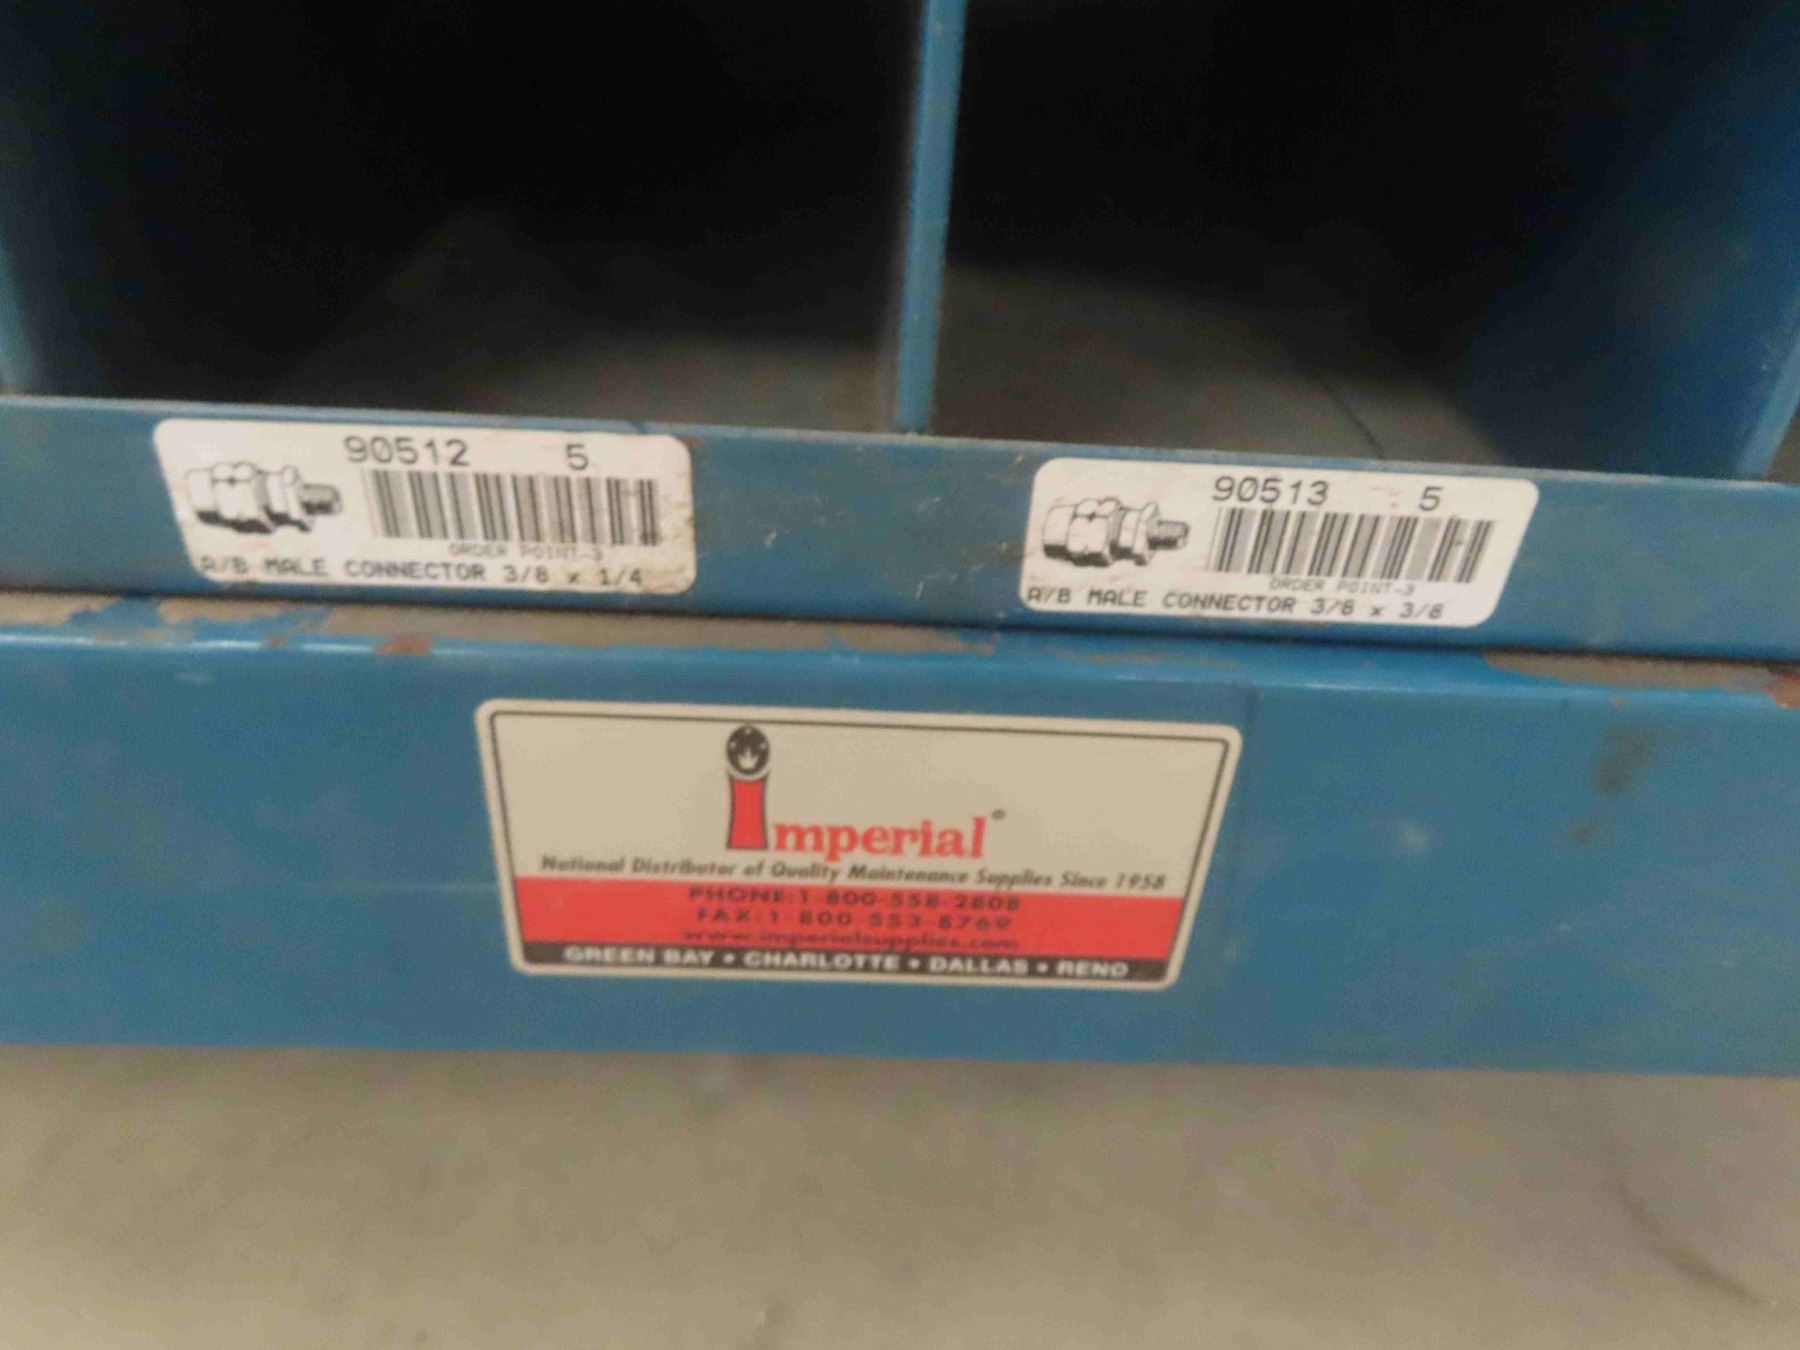 90512 5
ORDER POINT-3
A/B MALE CONNECTOR 3/8 x 1/4
90513 5
ORDER POINT-3
A/B MALE CONNECTOR 3/8 x 3/8
Imperial®
National Distributor of Quality Maintenance Supplies Since 1958
PHONE:1-800-558-2808
FAX:1-800-553-8769
www.imperialsupplies.com
GREEN BAY • CHARLOTTE • DALLAS • RENO